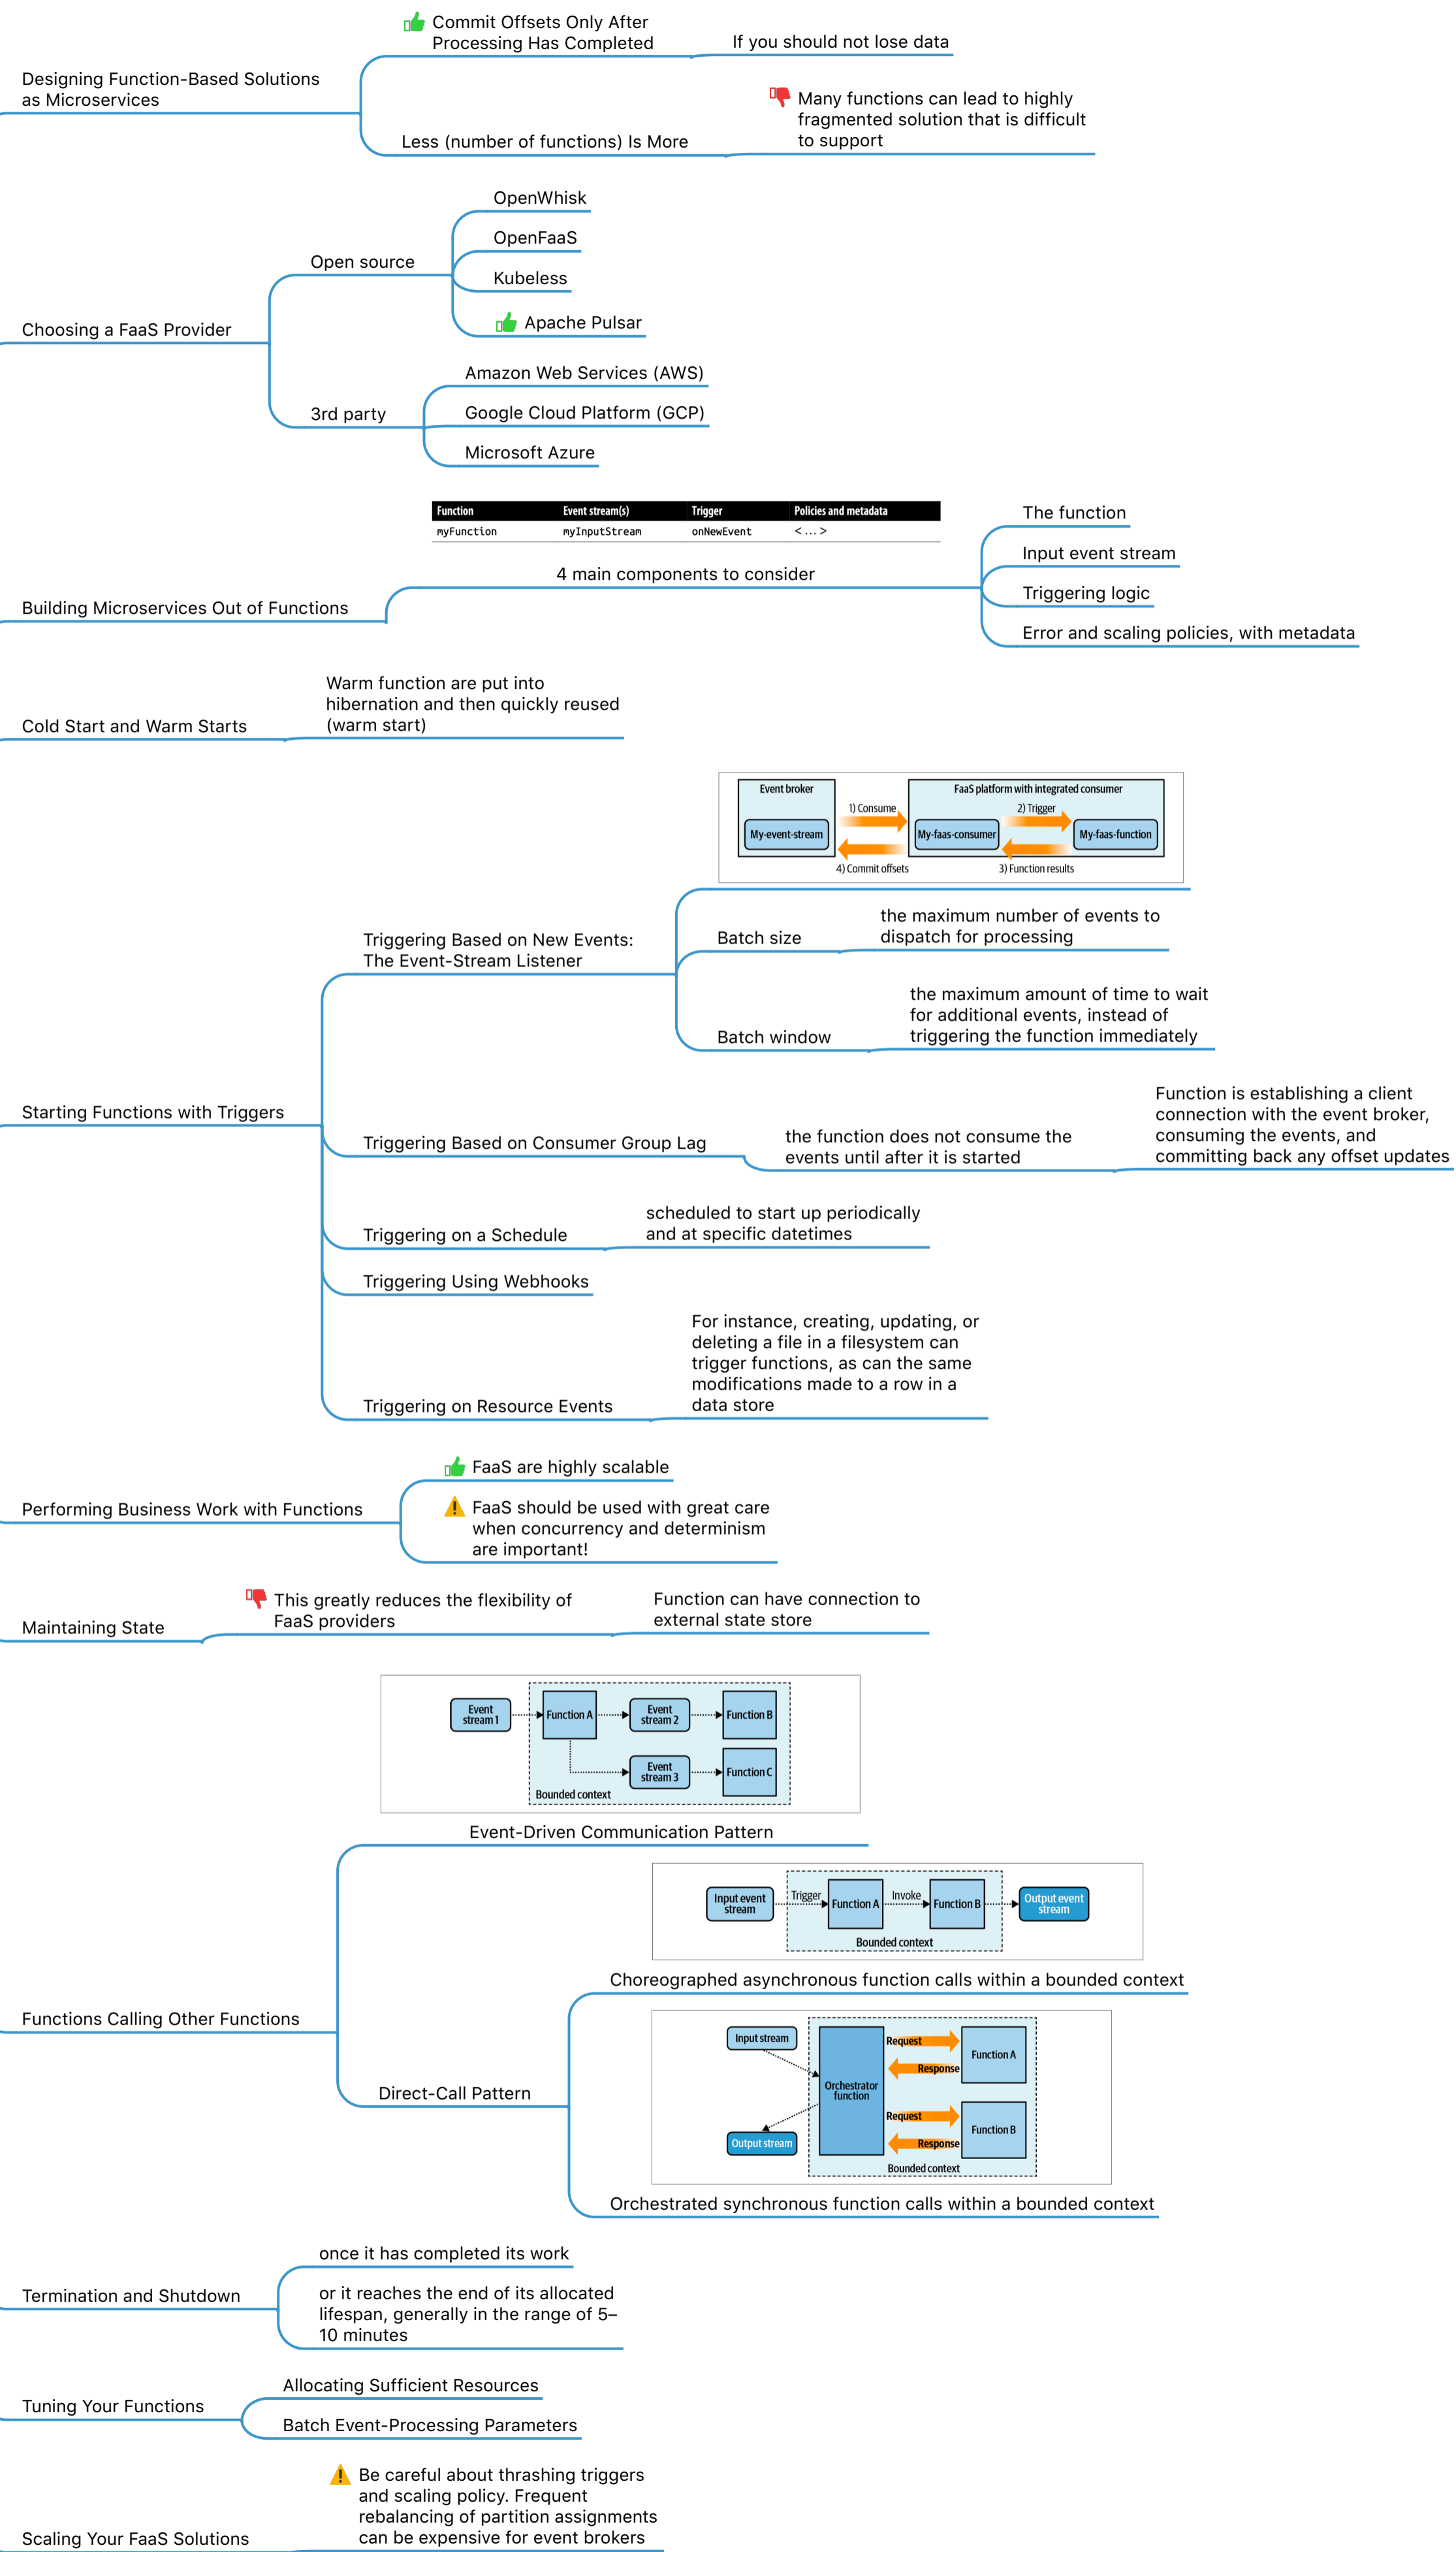 Commit Offsets Only After
Processing Has Completed
If you should not lose data
Designing Function-Based Solutions
as Microservices
Many functions can lead to highly
fragmented solution that is difficult
to support
Less (number of functions) Is More
OpenWhisk
OpenFaaS
Open source
Kubeless
Choosing a FaaS Provider
Apache Pulsar
Amazon Web Services (AWS)
3rd party
Google Cloud Platform (GCP)
Microsoft Azure
Function Event stream(s) Trigger Policies and metadata
myFunction myInputStream onNewEvent <...>
The function
Input event stream
4 main components to consider
Triggering logic
Building Microservices Out of Functions
Error and scaling policies, with metadata
Warm function are put into
hibernation and then quickly reused
(warm start)
Cold Start and Warm Starts
Event broker
FaaS platform with integrated consumer
1) Consume
2) Trigger
My-event-stream
My-faas-consumer
My-faas-function
4) Commit offsets
3) Function results
the maximum number of events to
dispatch for processing
Batch size
Triggering Based on New Events:
The Event-Stream Listener
the maximum amount of time to wait
for additional events, instead of
triggering the function immediately
Batch window
Starting Functions with Triggers
Function is establishing a client
connection with the event broker,
consuming the events, and
committing back any offset updates
the function does not consume the
events until after it is started
Triggering Based on Consumer Group Lag
scheduled to start up periodically
and at specific datetimes
Triggering on a Schedule
Triggering Using Webhooks
For instance, creating, updating, or
deleting a file in a filesystem can
trigger functions, as can the same
modifications made to a row in a
data store
Triggering on Resource Events
FaaS are highly scalable
Performing Business Work with Functions
FaaS should be used with great care
when concurrency and determinism
are important!
This greatly reduces the flexibility of
FaaS providers
Function can have connection to
external state store
Maintaining State
Event
stream 1
Function A
Event
stream 2
Function B
Event
stream 3
Function C
Bounded context
Event-Driven Communication Pattern
Input event
stream
Trigger
Function A
Invoke
Function B
Output event
stream
Bounded context
Choreographed asynchronous function calls within a bounded context
Functions Calling Other Functions
Input stream
Request
Function A
Response
Orchestrator
function
Direct-Call Pattern
Request
Function B
Output stream
Response
Bounded context
Orchestrated synchronous function calls within a bounded context
once it has completed its work
Termination and Shutdown
or it reaches the end of its allocated
lifespan, generally in the range of 5–
10 minutes
Allocating Sufficient Resources
Tuning Your Functions
Batch Event-Processing Parameters
Be careful about thrashing triggers
and scaling policy. Frequent
rebalancing of partition assignments
can be expensive for event brokers
Scaling Your FaaS Solutions